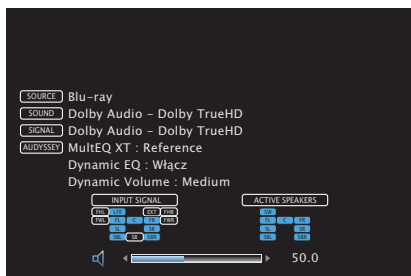 SOURCE Blu-ray
SOUND Dolby Audio - Dolby TrueHD
SIGNAL Dolby Audio - Dolby TrueHD
AUDYSSEY MultEQ XT : Reference
Dynamic EQ : Włącz
Dynamic Volume : Medium
INPUT SIGNAL ACTIVE SPEAKERS
FHL LFE EXT FHR SW
FWL FL C FR FWR FL C FR
SL SR SL SR
SBL SB SBR SBL SBR
50.0